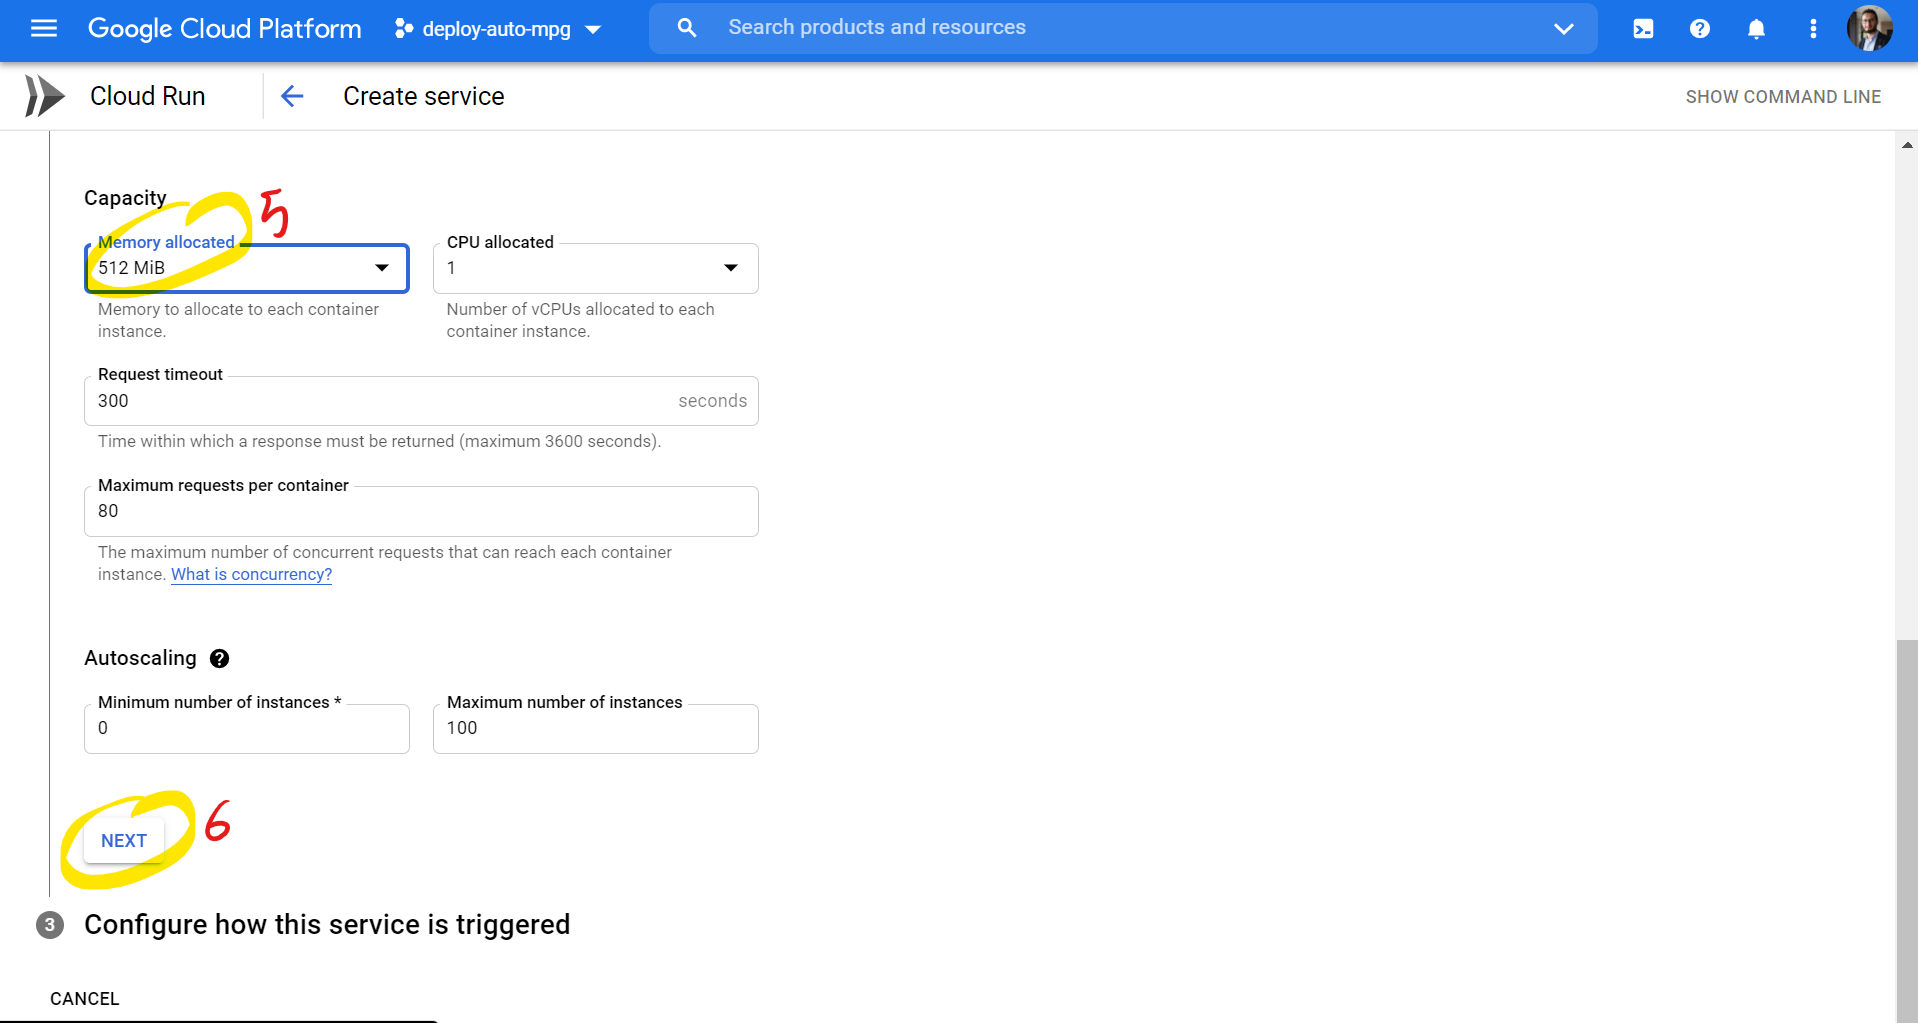 Google Cloud Platform
deploy-auto-mpg
Search products and resources
Cloud Run
Create service
SHOW COMMAND LINE
Capacity
5
Memory allocated
512 MiB
CPU allocated
1
Memory to allocate to each container
instance.
Number of vCPUs allocated to each
container instance.
Request timeout
300
seconds
Time within which a response must be returned (maximum 3600 seconds).
Maximum requests per container
80
The maximum number of concurrent requests that can reach each container
instance. What is concurrency?
Autoscaling
Minimum number of instances *
0
Maximum number of instances
100
NEXT
6
3 Configure how this service is triggered
CANCEL